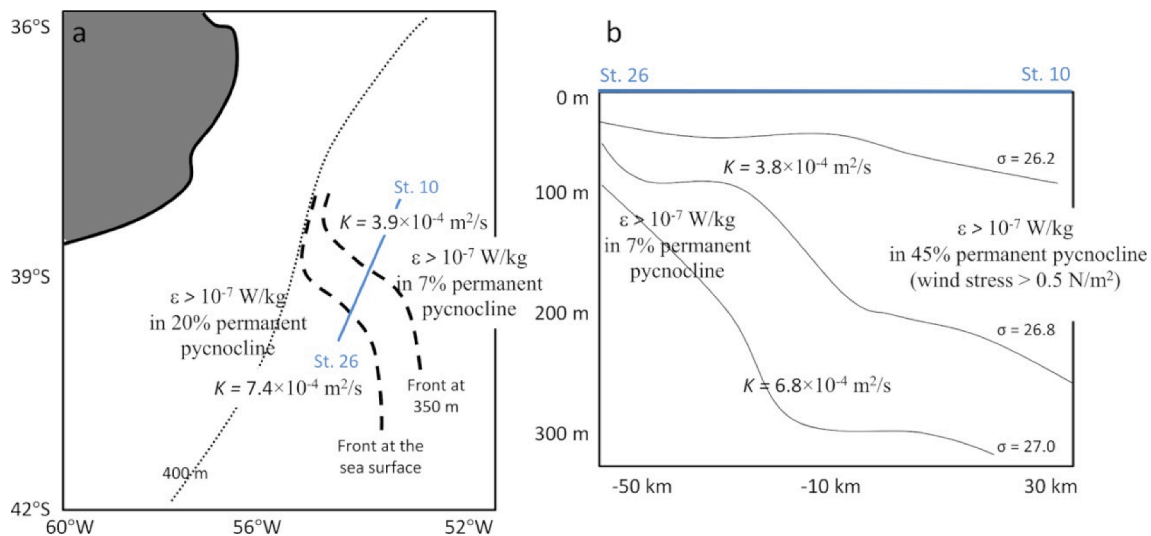 36°S
a
St. 10
K = 3.9×10⁻⁴ m²/s
ε > 10⁻⁷ W/kg
in 7% permanent
pycnocline
39°S
ε > 10⁻⁷ W/kg
in 20% permanent
pycnocline
St. 26
K = 7.4×10⁻⁴ m²/s
Front at
350 m
Front at the
sea surface
400 m
42°S
60°W
56°W
52°W
b
St. 26
St. 10
0 m
σ = 26.2
K = 3.8×10⁻⁴ m²/s
100 m
ε > 10⁻⁷ W/kg
in 7% permanent
pycnocline
ε > 10⁻⁷ W/kg
in 45% permanent
pycnocline
(wind stress > 0.5 N/m²)
200 m
σ = 26.8
K = 6.8×10⁻⁴ m²/s
300 m
σ = 27.0
-50 km
-10 km
30 km